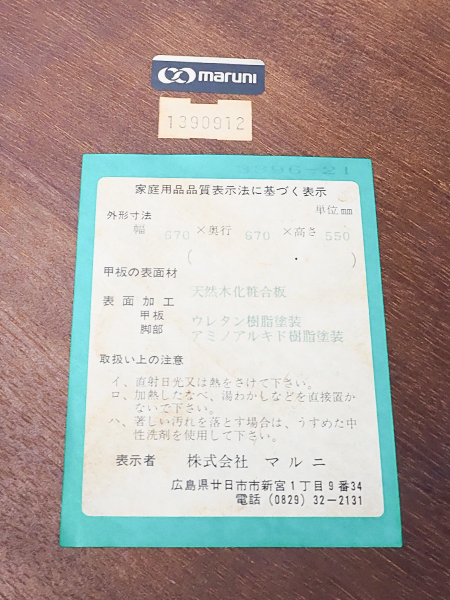 maruni
1390912
家庭用品品質表示法に基づく表示
単位mm
外形寸法
幅 670 ×奥行 670 ×高さ 550
( ・ )
甲板の表面材
天然木化粧合板
表面加工
甲板 ウレタン樹脂塗装
脚部 アミノアルキド樹脂塗装
取扱い上の注意
イ、直射日光又は熱をさけて下さい。
ロ、加熱したなべ、湯わかしなどを直接置か
ないで下さい。
ハ、著しい汚れを落とす場合は、うすめた中
性洗剤を使用して下さい。
表示者 株式会社 マルニ
広島県廿日市市新宮1丁目9番34
電話 (0829) 32-2131